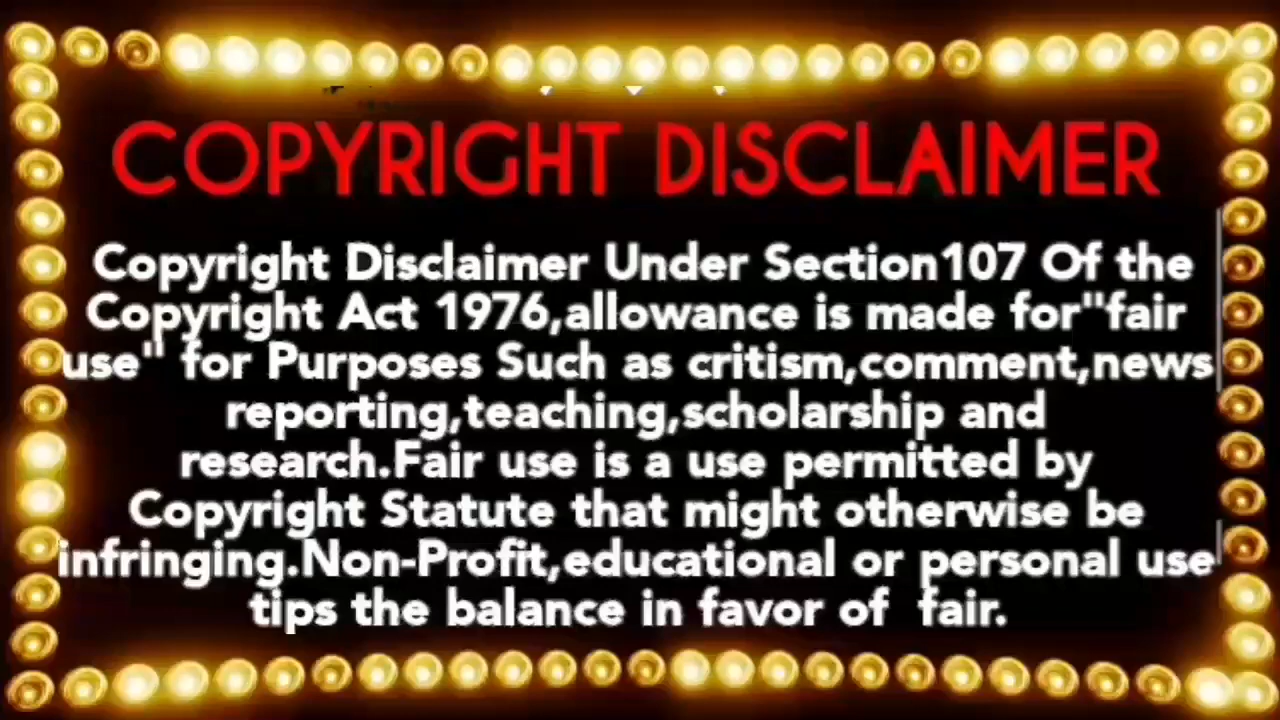 COPYRIGHT DISCLAIMER
Copyright Disclaimer Under Section107 Of the
Copyright Act 1976,allowance is made for"fair
use" for Purposes Such as critism,comment,news
reporting,teaching,scholarship and
research.Fair use is a use permitted by
Copyright Statute that might otherwise be
infringing.Non-Profit,educational or personal use
tips the balance in favor of  fair.